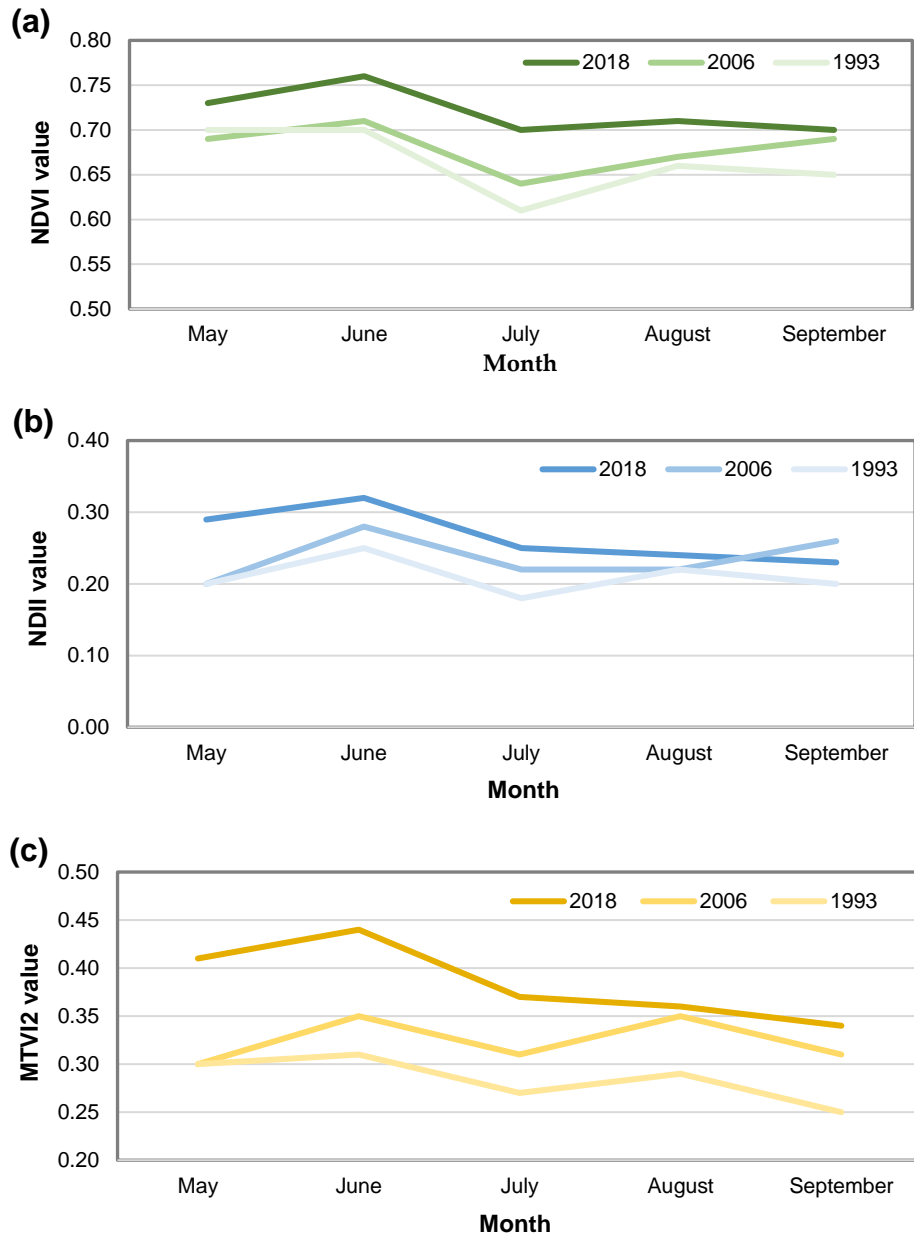 (a)
0.80
2018 2006 1993
0.75
0.70
0.65
0.60
0.55
0.50
NDVI value
May June July August September
Month
(b)
0.40
2018 2006 1993
0.30
0.20
0.10
0.00
NDII value
May June July August September
Month
(c)
0.50
2018 2006 1993
0.45
0.40
0.35
0.30
0.25
0.20
MTVI2 value
May June July August September
Month